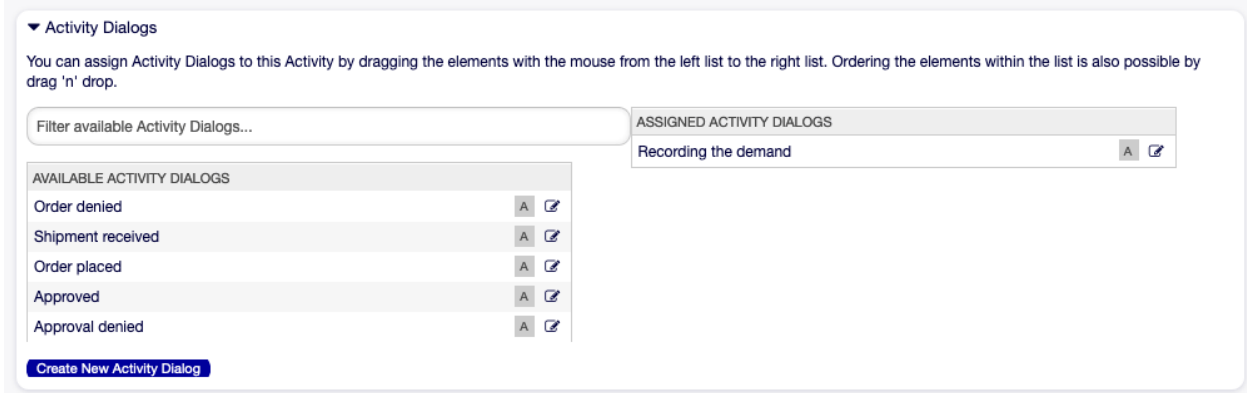 Activity Dialogs
You can assign Activity Dialogs to this Activity by dragging the elements with the mouse from the left list to the right list. Ordering the elements within the list is also possible by
drag 'n' drop.
Filter available Activity Dialogs...
AVAILABLE ACTIVITY DIALOGS
Order denied A
Shipment received A
Order placed A
Approved A
Approval denied A
Create New Activity Dialog
ASSIGNED ACTIVITY DIALOGS
Recording the demand A